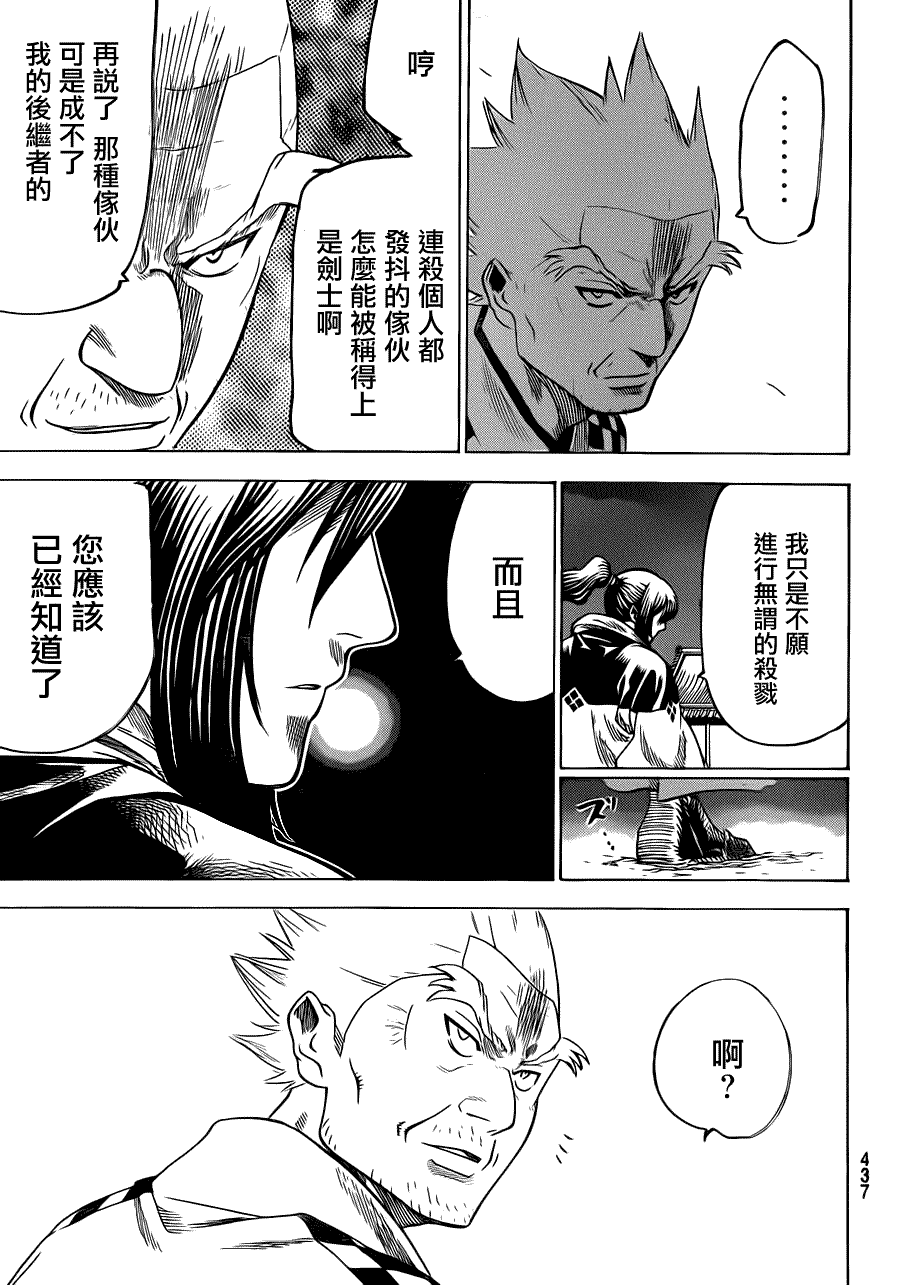 ………
哼
連殺個人都
發抖的傢伙
怎麼能被稱得上
是劍士啊
再說了 那種傢伙
可是成不了
我的後繼者的
我只是不願
進行無謂的殺戮
ズ
而且
您應該
已經知道了
啊?
437